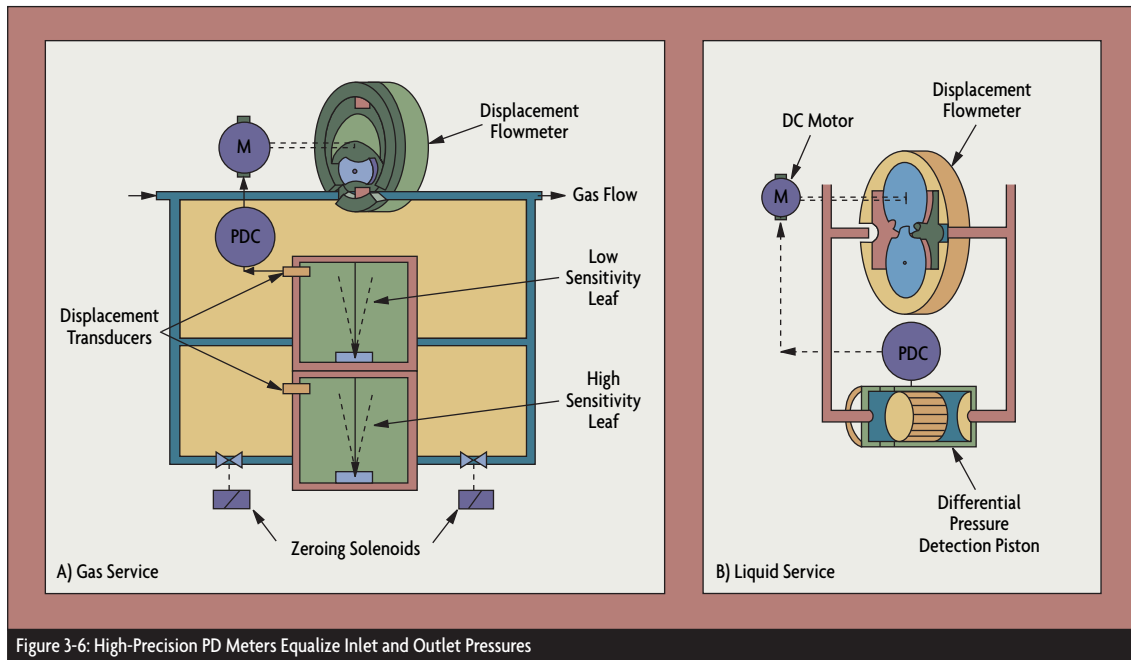 Displacement
Flowmeter
M
Gas Flow
PDC
Low
Sensitivity
Leaf
Displacement
Transducers
High
Sensitivity
Leaf
Zeroing Solenoids
A) Gas Service
Displacement
Flowmeter
DC Motor
M
PDC
Differential
Pressure
Detection Piston
B) Liquid Service
Figure 3-6: High-Precision PD Meters Equalize Inlet and Outlet Pressures